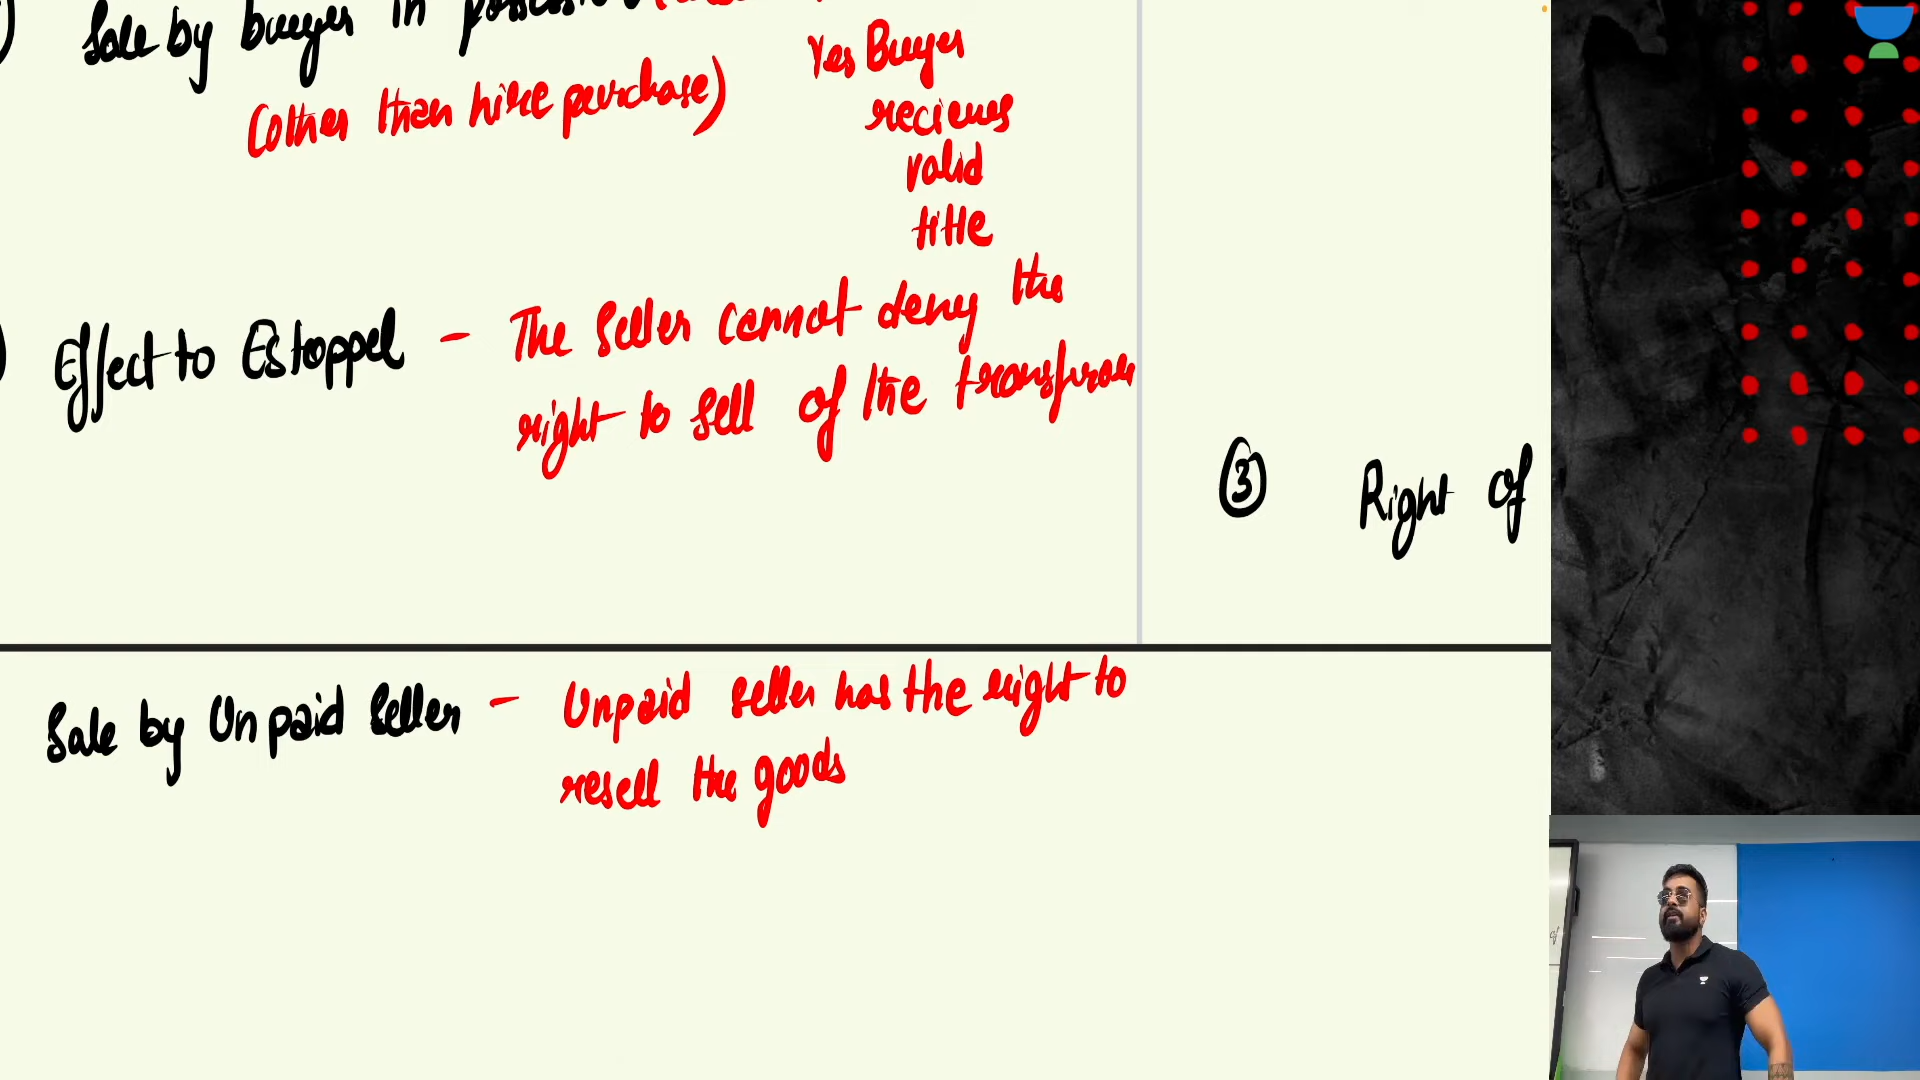 Sale by buyer in
(other than hire purchase)
Yes Buyer
recieves
valid
title
Effect to Estoppel - The Seller cannot deny the
right to sell of the
③ Right of
Sale by Unpaid Seller - Unpaid seller has the right to
resell the goods